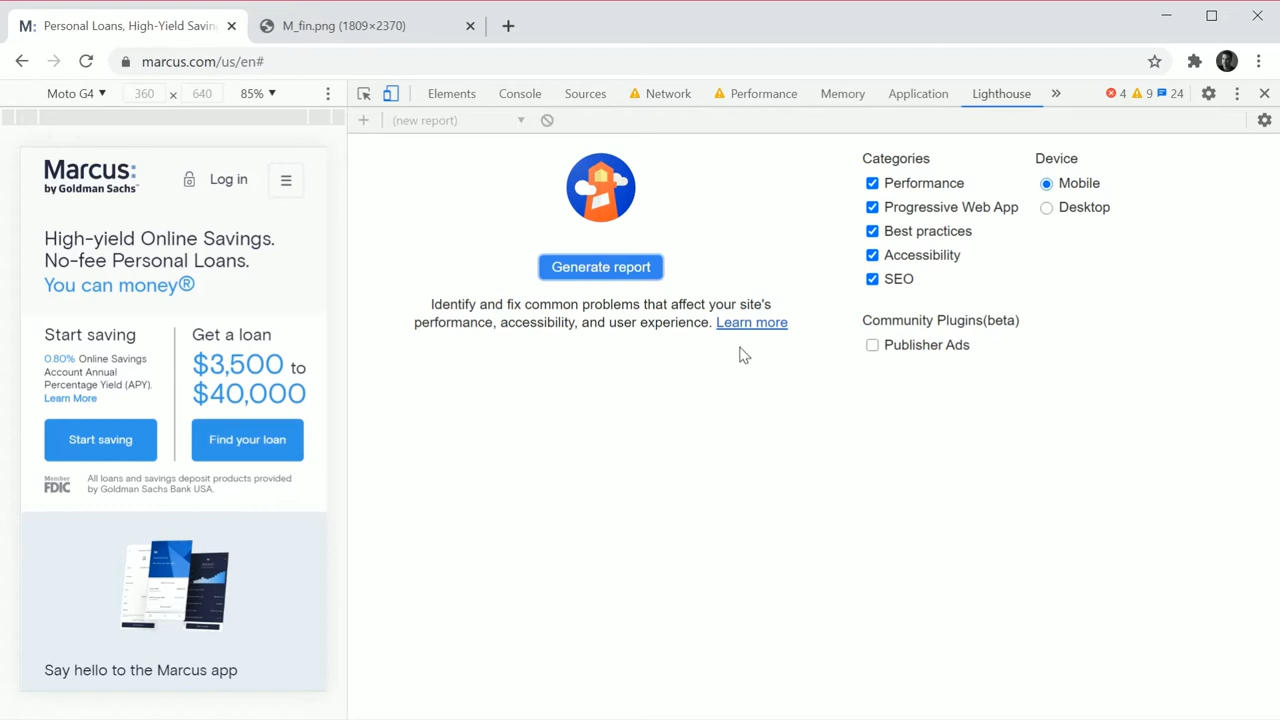 M: Personal Loans, High-Yield Savin
M_fin.png (1809×2370)
marcus.com/us/en#
Moto G4 ▼ 360 x 640 85% ▼
Elements Console Sources Network Performance Memory Application Lighthouse » 4 9 24
(new report)
Marcus:
by Goldman Sachs™
Log in
High-yield Online Savings.
No-fee Personal Loans.
You can money®
Start saving
0.80% Online Savings
Account Annual
Percentage Yield (APY).
Learn More
Start saving
Get a loan
$3,500 to
$40,000
Find your loan
Member
FDIC
All loans and savings deposit products provided
by Goldman Sachs Bank USA.
Say hello to the Marcus app
Generate report
Identify and fix common problems that affect your site's
performance, accessibility, and user experience. Learn more
Categories
Performance
Progressive Web App
Best practices
Accessibility
SEO
Community Plugins(beta)
Publisher Ads
Device
Mobile
Desktop